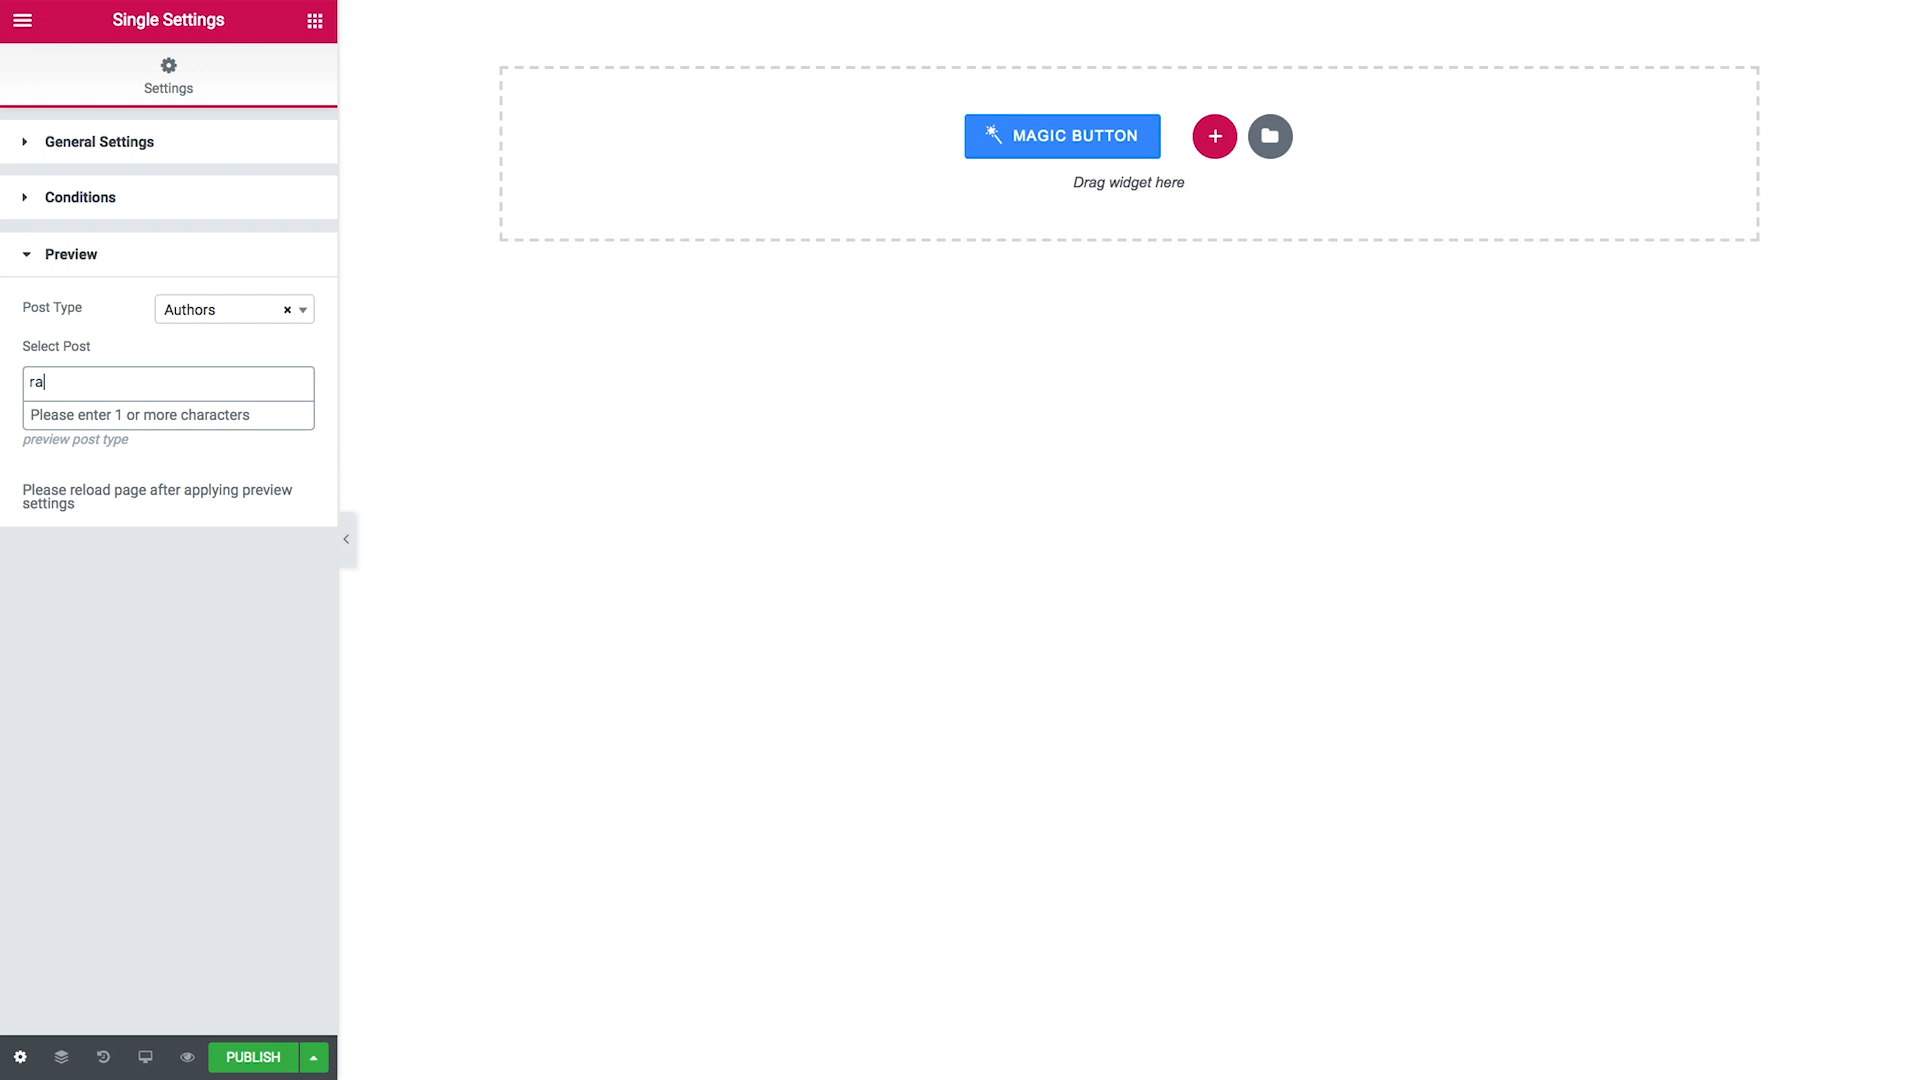 Single Settings
Settings
General Settings
Conditions
Preview
Post Type
Authors
Select Post
ra
Please enter 1 or more characters
preview post type
Please reload page after applying preview
settings
PUBLISH
MAGIC BUTTON
Drag widget here